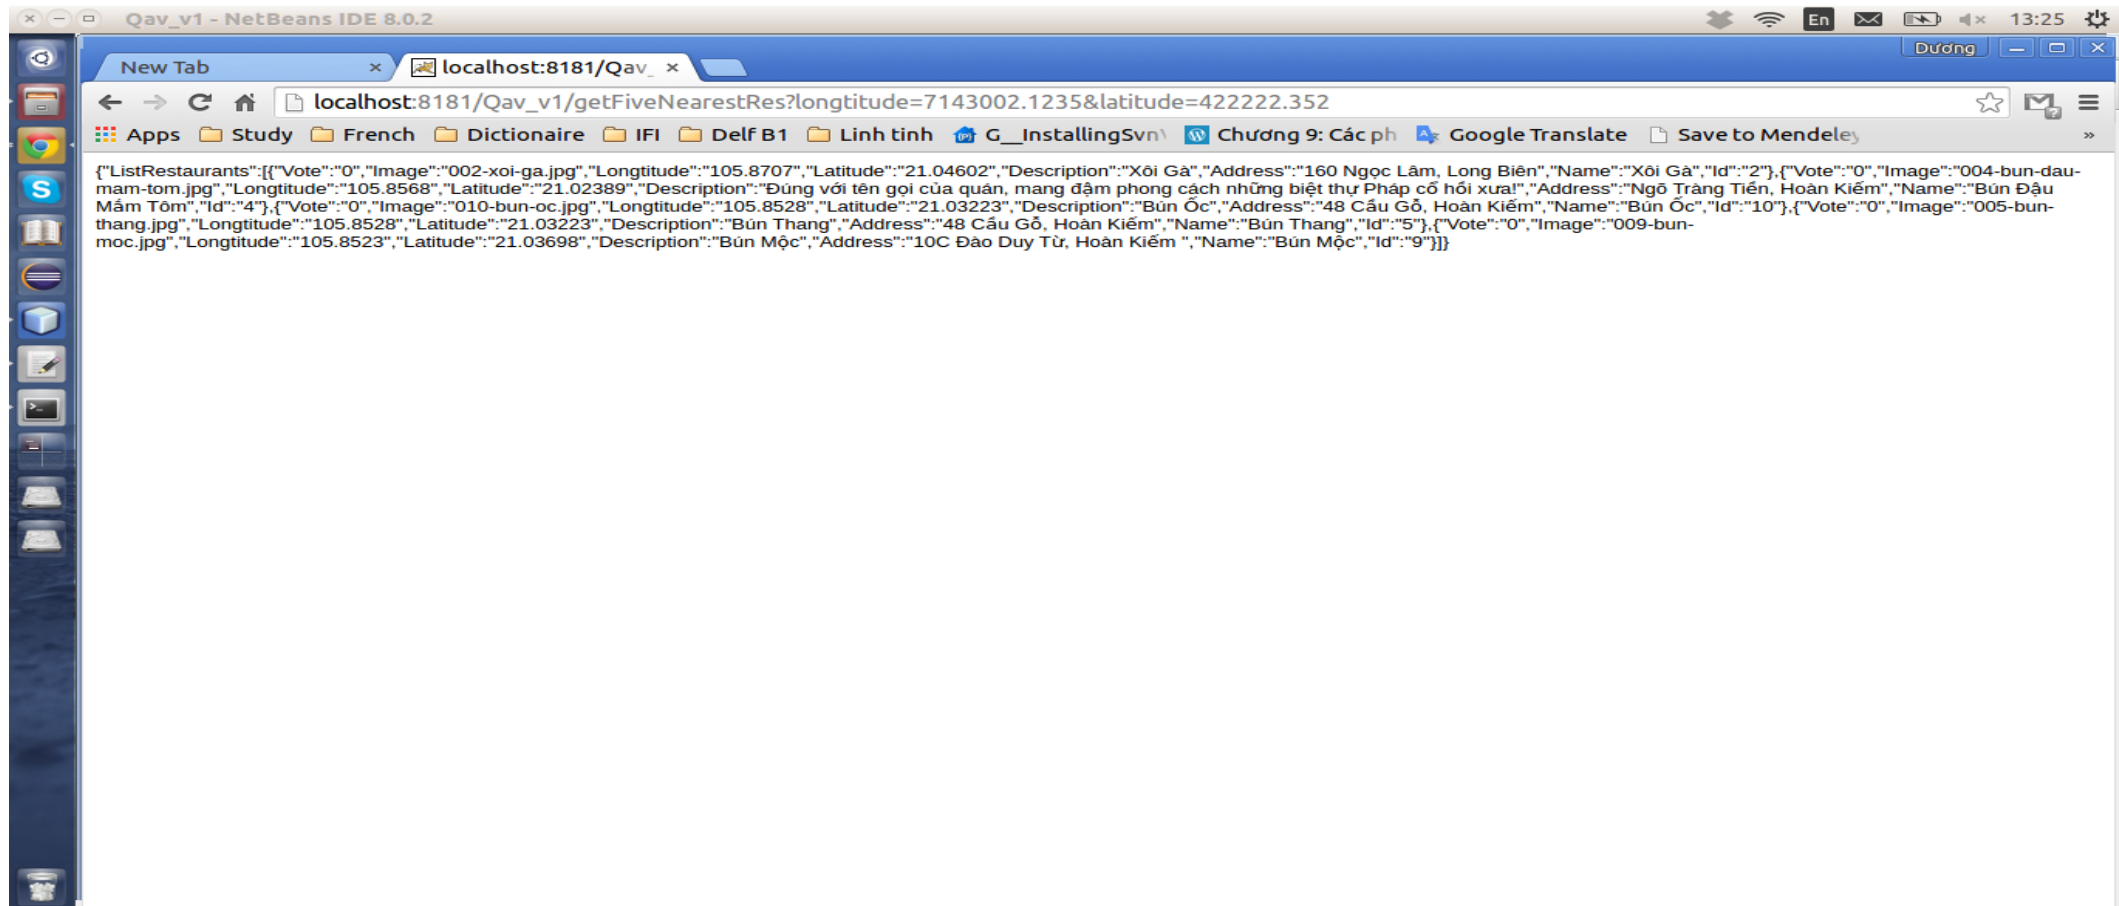 Qav_v1 - NetBeans IDE 8.0.2
En
13:25
Dương
New Tab
localhost:8181/Qav_
localhost:8181/Qav_v1/getFiveNearestRes?longtitude=7143002.1235&latitude=422222.352
Apps Study French Dictionaire IFI Delf B1 Linh tinh G__InstallingSvn\ Chương 9: Các ph Google Translate Save to Mendeley »
{"ListRestaurants":[{"Vote":"0","Image":"002-xoi-ga.jpg","Longtitude":"105.8707","Latitude":"21.04602","Description":"Xôi Gà","Address":"160 Ngọc Lâm, Long Biên","Name":"Xôi Gà","Id":"2"},{"Vote":"0","Image":"004-bun-dau-
mam-tom.jpg","Longtitude":"105.8568","Latitude":"21.02389","Description":"Đúng với tên gọi của quán, mang đậm phong cách những biệt thự Pháp cổ hồi xưa!","Address":"Ngõ Tràng Tiền, Hoàn Kiếm","Name":"Bún Đậu
Mắm Tôm","Id":"4"},{"Vote":"0","Image":"010-bun-oc.jpg","Longtitude":"105.8528","Latitude":"21.03223","Description":"Bún Ốc","Address":"48 Cầu Gỗ, Hoàn Kiếm","Name":"Bún Ốc","Id":"10"},{"Vote":"0","Image":"005-bun-
thang.jpg","Longtitude":"105.8528","Latitude":"21.03223","Description":"Bún Thang","Address":"48 Cầu Gỗ, Hoàn Kiếm","Name":"Bún Thang","Id":"5"},{"Vote":"0","Image":"009-bun-
moc.jpg","Longtitude":"105.8523","Latitude":"21.03698","Description":"Bún Mộc","Address":"10C Đào Duy Từ, Hoàn Kiếm ","Name":"Bún Mộc","Id":"9"}]}